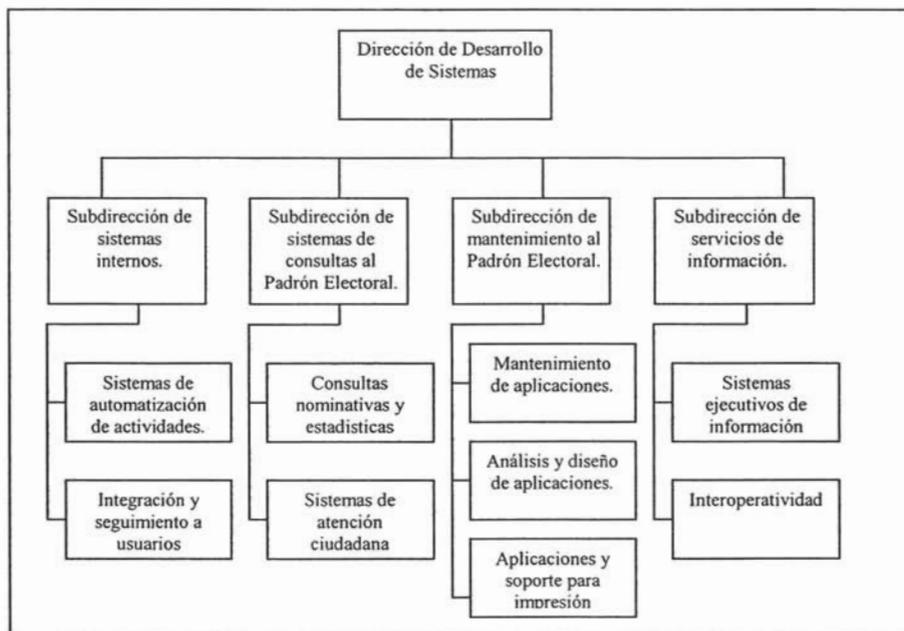 Dirección de Desarrollo
de Sistemas
Subdirección de
sistemas
internos.
Subdirección de
sistemas de
consultas al
Padrón Electoral.
Subdirección de
mantenimiento al
Padrón Electoral.
Subdirección de
servicios de
información.
Sistemas de
automatización
de actividades.
Integración y
seguimiento a
usuarios
Consultas
nominativas y
estadisticas
Sistemas de
atención
ciudadana
Mantenimiento
de aplicaciones.
Análisis y diseño
de aplicaciones.
Aplicaciones y
soporte para
impresión
Sistemas
ejecutivos de
información
Interoperatividad